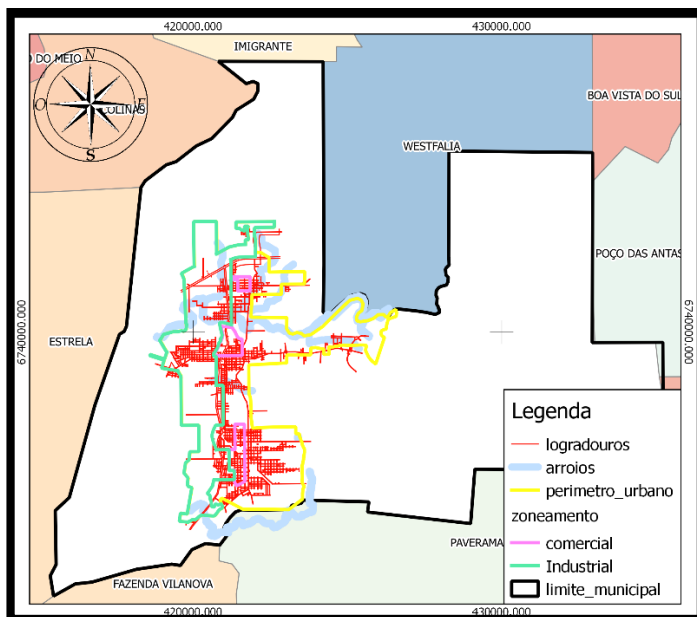 420000.000
430000.000
IMIGRANTE
O DO MEIO
N
COLINAS
O
E
S
BOA VISTA DO SUL
WESTFALIA
POÇO DAS ANTAS
6740000.000
6740000.000
ESTRELA
Legenda
logradouros
arroios
perimetro_urbano
zoneamento
comercial
Industrial
limite_municipal
PAVERAMA
FAZENDA VILANOVA
420000.000
430000.000